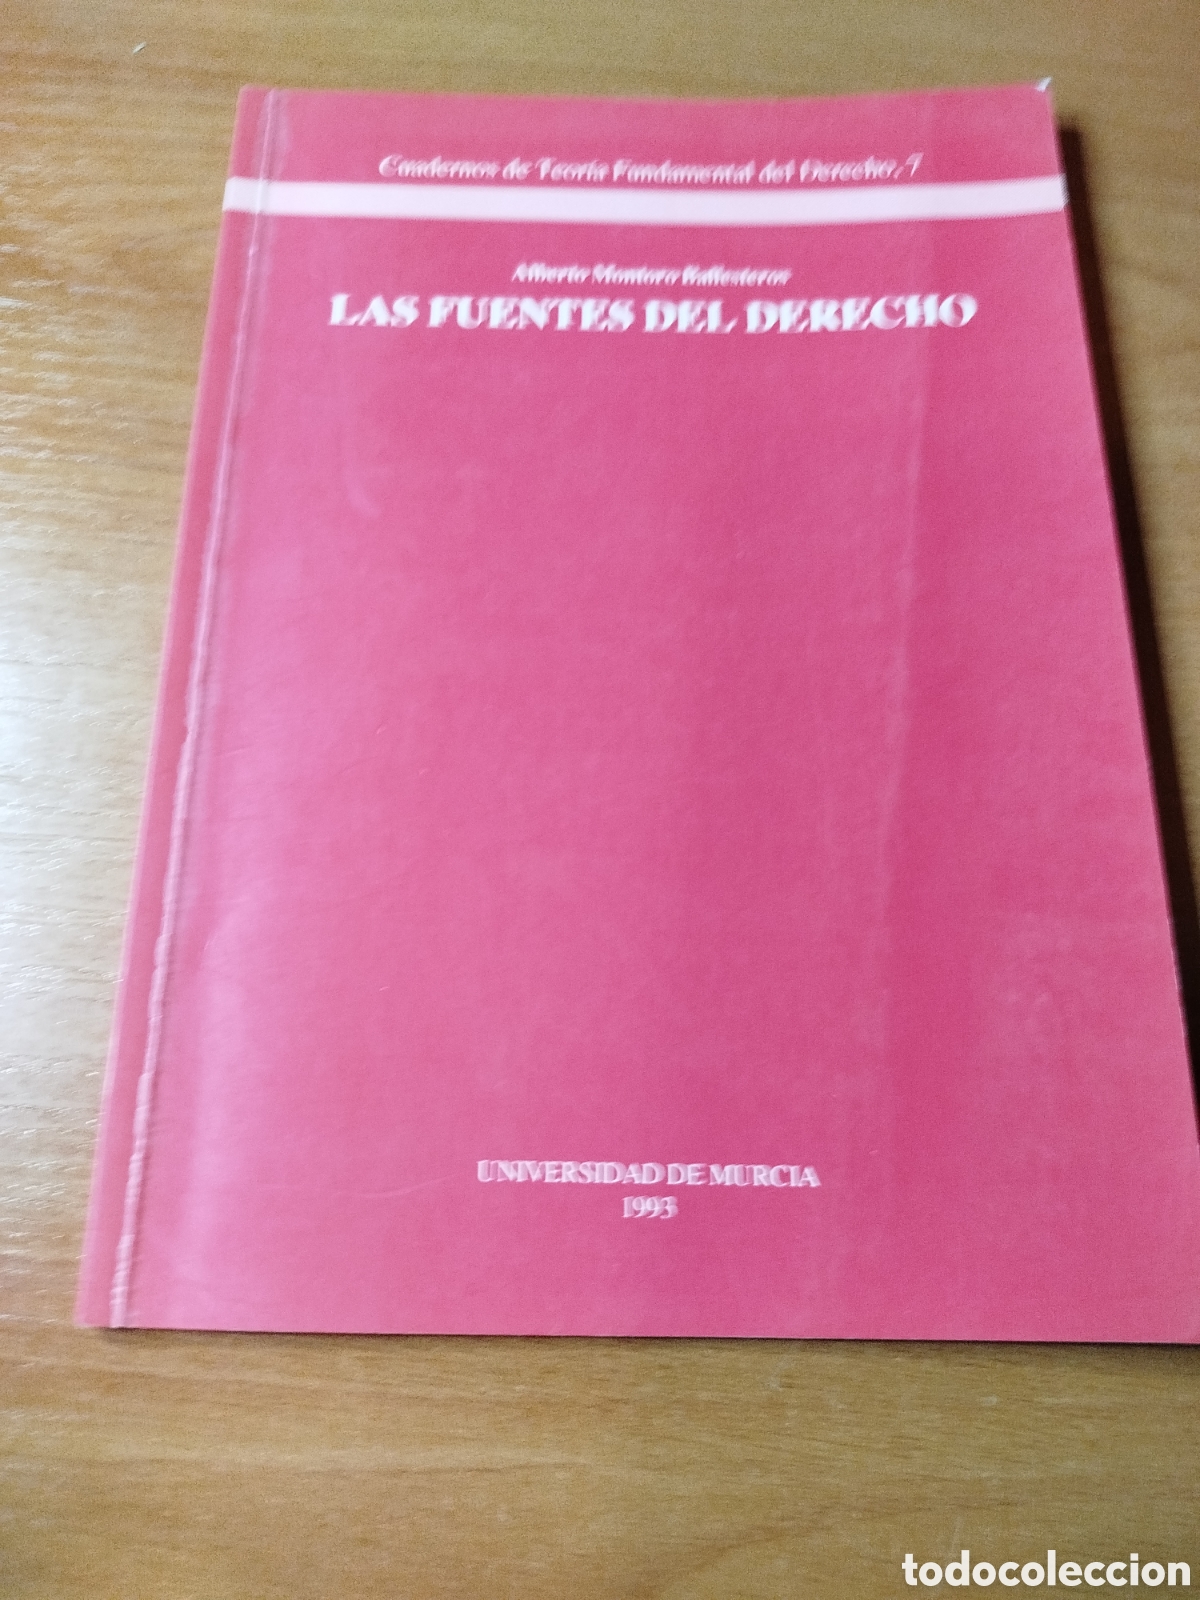 Cuadernos de Teoría Fundamental del Derecho, 7
Alberto Montoro Ballesteros
LAS FUENTES DEL DERECHO
UNIVERSIDAD DE MURCIA
1993
todocoleccion